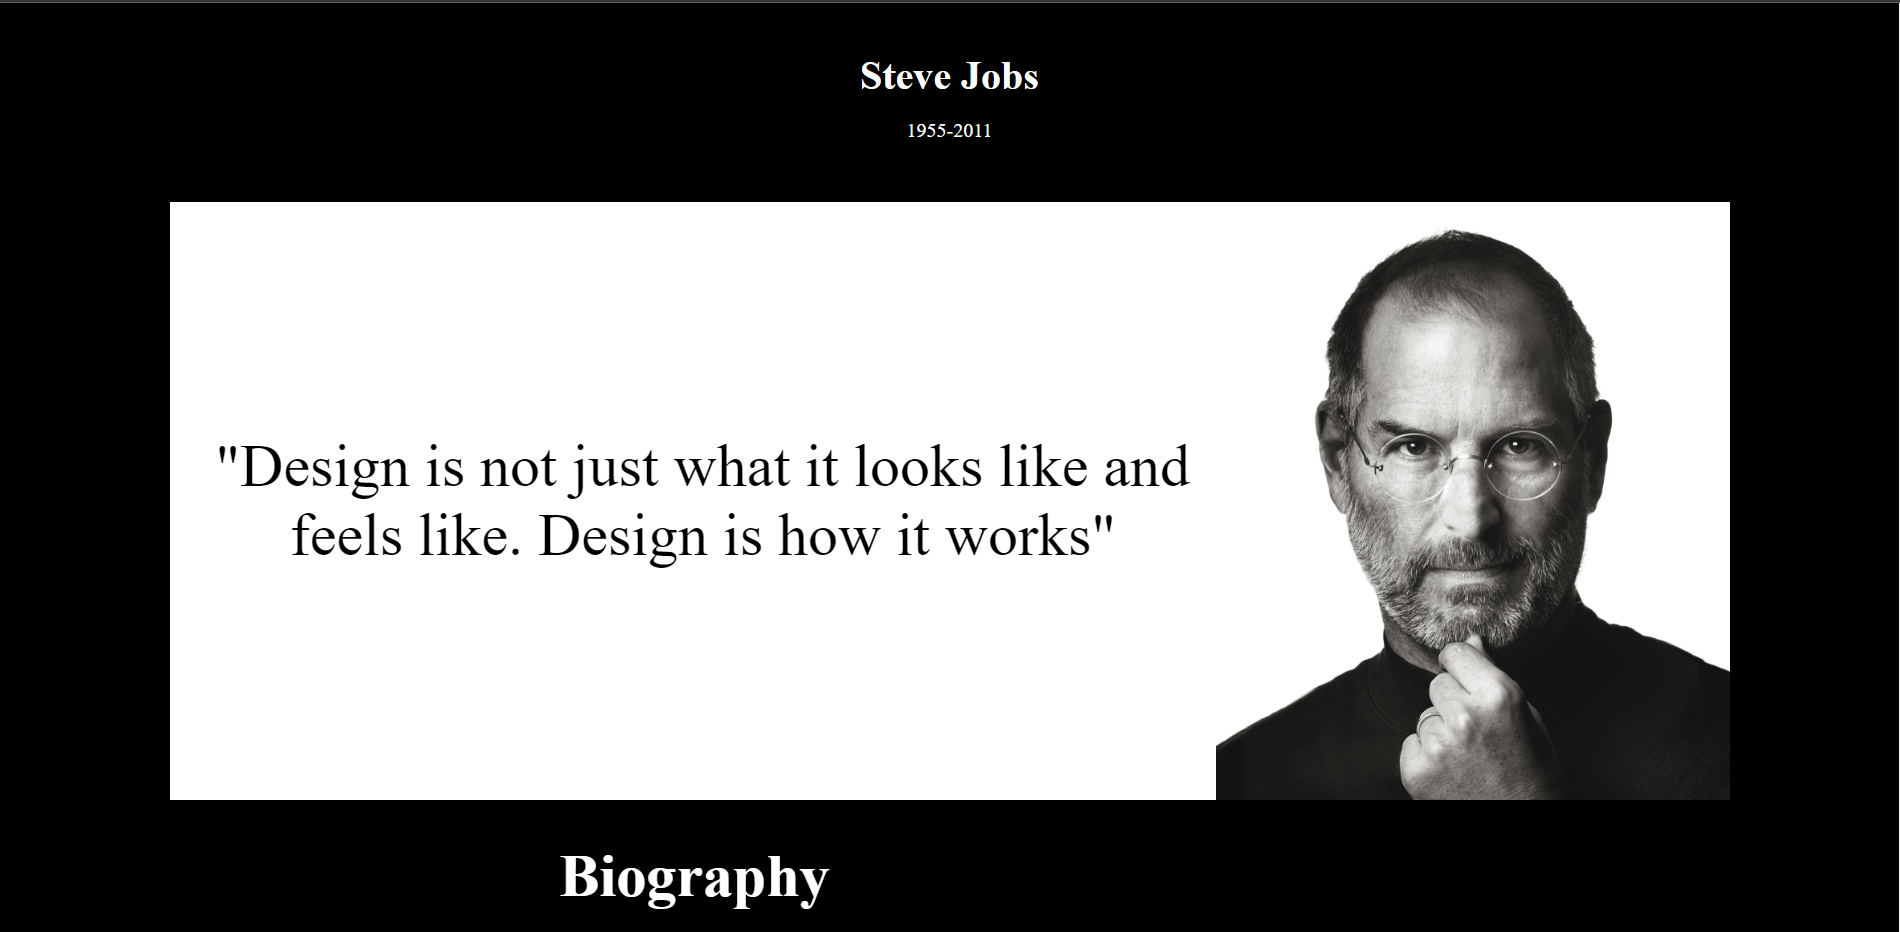 Steve Jobs
1955-2011
"Design is not just what it looks like and
feels like. Design is how it works"
Biography